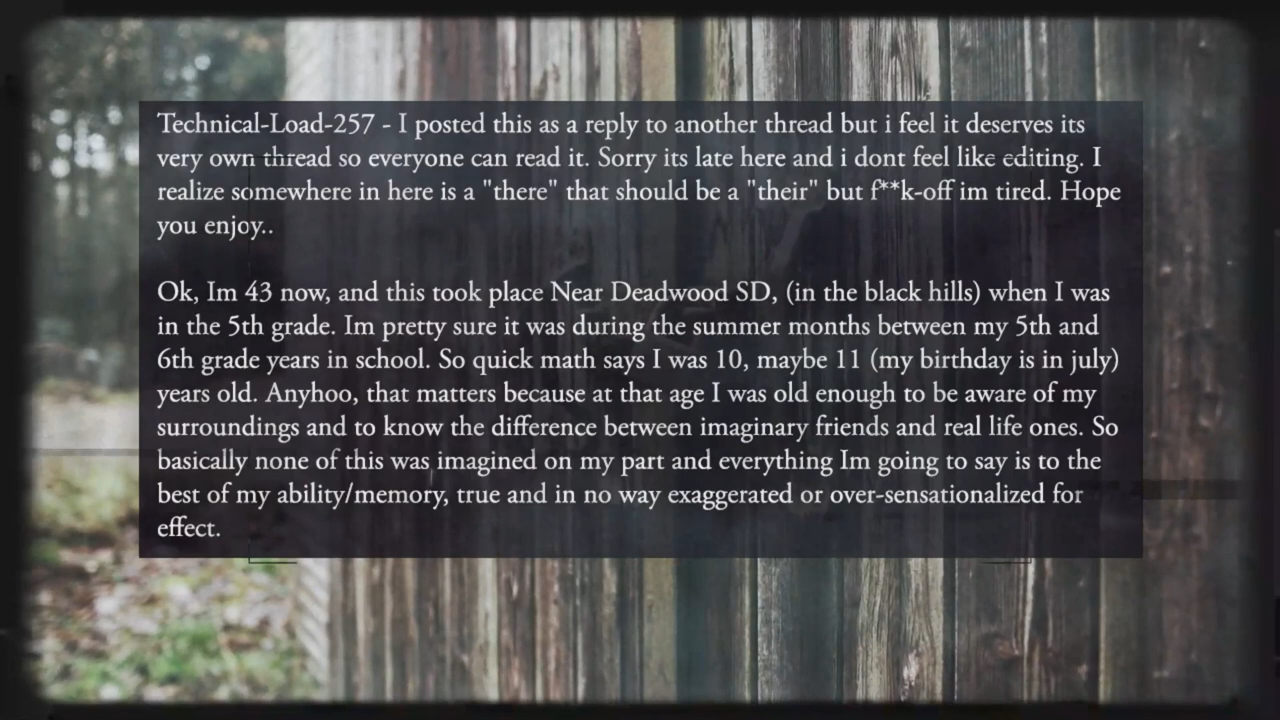 Technical-Load-257 - I posted this as a reply to another thread but i feel it deserves its
very own thread so everyone can read it. Sorry its late here and i dont feel like editing. I
realize somewhere in here is a "there" that should be a "their" but f**k-off im tired. Hope
you enjoy..
Ok, Im 43 now, and this took place Near Deadwood SD, (in the black hills) when I was
in the 5th grade. Im pretty sure it was during the summer months between my 5th and
6th grade years in school. So quick math says I was 10, maybe 11 (my birthday is in july)
years old. Anyhoo, that matters because at that age I was old enough to be aware of my
surroundings and to know the difference between imaginary friends and real life ones. So
basically none of this was imagined on my part and everything Im going to say is to the
best of my ability/memory, true and in no way exaggerated or over-sensationalized for
effect.